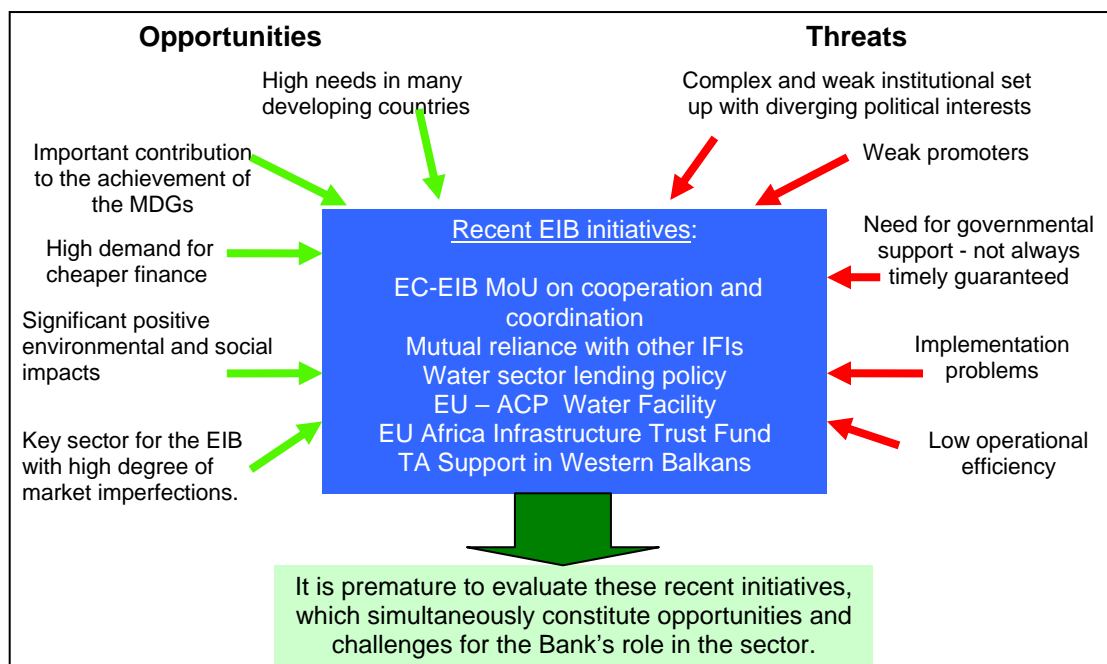 Opportunities
Threats
High needs in many
developing countries
Important contribution
to the achievement of
the MDGs
High demand for
cheaper finance
Significant positive
environmental and social
impacts
Key sector for the EIB
with high degree of
market imperfections.
Complex and weak institutional set
up with diverging political interests
Weak promoters
Need for governmental
support - not always
timely guaranteed
Implementation
problems
Low operational
efficiency
Recent EIB initiatives:
EC-EIB MoU on cooperation and
coordination
Mutual reliance with other IFIs
Water sector lending policy
EU – ACP Water Facility
EU Africa Infrastructure Trust Fund
TA Support in Western Balkans
It is premature to evaluate these recent initiatives,
which simultaneously constitute opportunities and
challenges for the Bank's role in the sector.